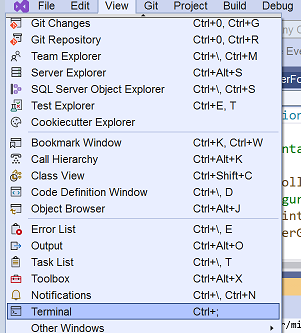 File Edit View Git Project Build Debug
Git Changes Ctrl+0, Ctrl+G
Git Repository Ctrl+0, Ctrl+R
Team Explorer Ctrl+\, Ctrl+M
Server Explorer Ctrl+Alt+S
SQL Server Object Explorer Ctrl+\, Ctrl+S
Test Explorer Ctrl+E, T
Cookiecutter Explorer
Bookmark Window Ctrl+K, Ctrl+W
Call Hierarchy Ctrl+Alt+K
Class View Ctrl+Shift+C
Code Definition Window Ctrl+\, D
Object Browser Ctrl+Alt+J
Error List Ctrl+\, E
Output Ctrl+Alt+O
Task List Ctrl+\, T
Toolbox Ctrl+Alt+X
Notifications Ctrl+\, Ctrl+N
Terminal Ctrl+;
Other Windows